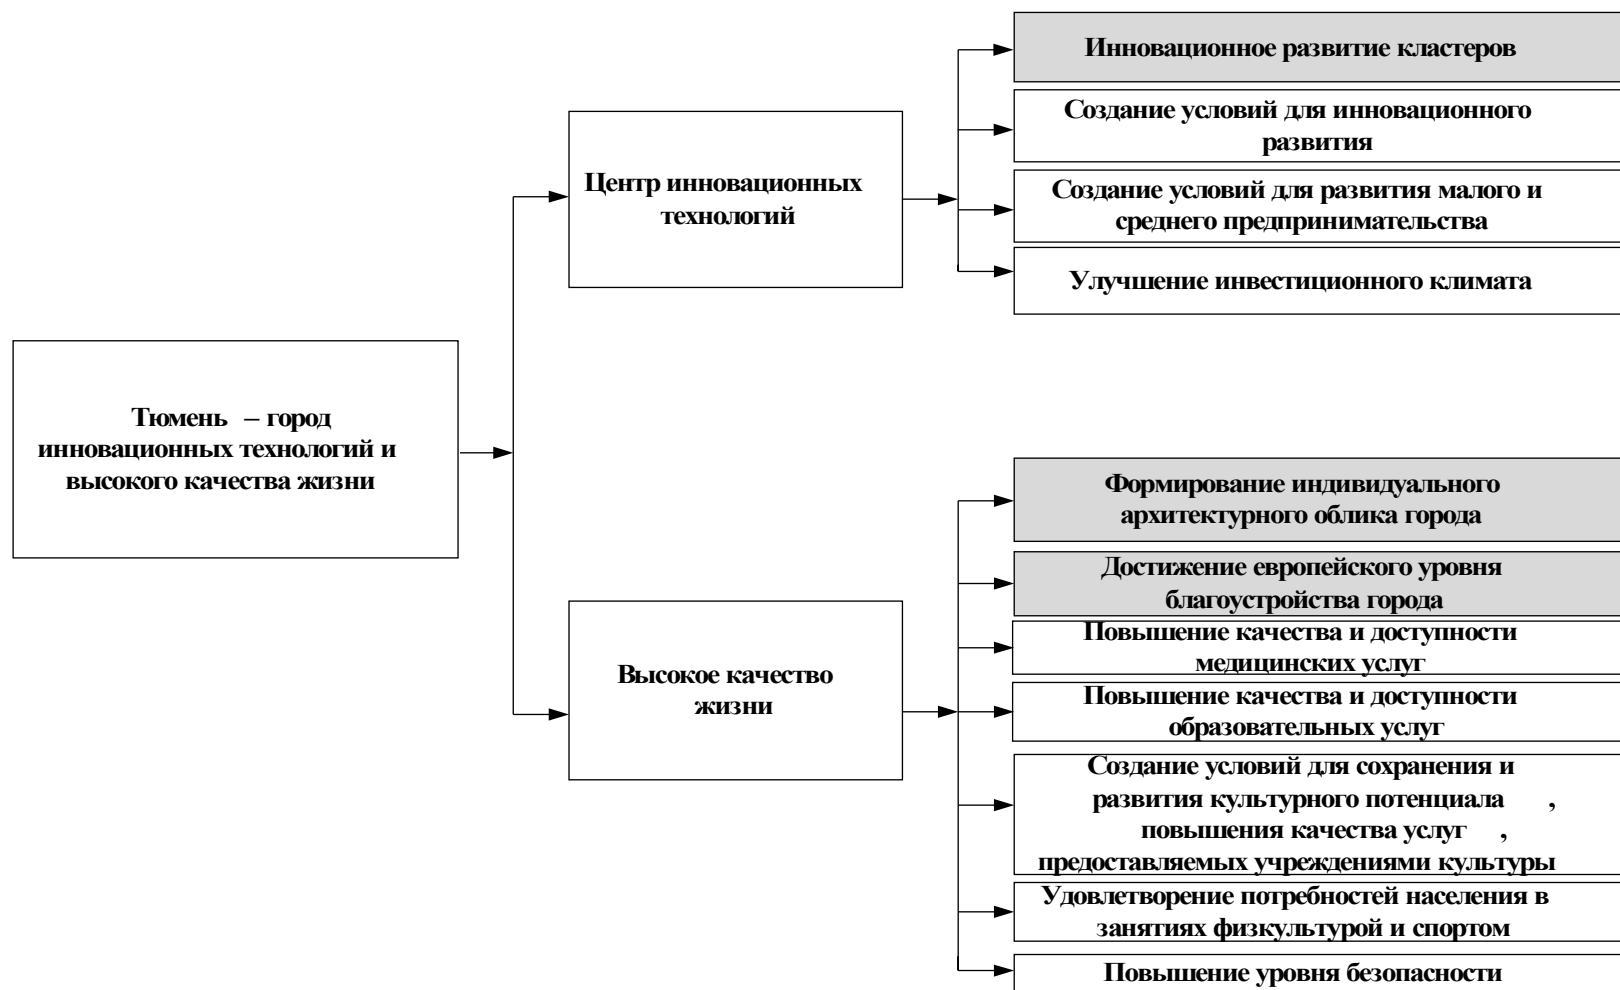 Тюмень – город
инновационных технологий и
высокого качества жизни
Центр инновационных
технологий
Инновационное развитие кластеров
Создание условий для инновационного
развития
Создание условий для развития малого и
среднего предпринимательства
Улучшение инвестиционного климата
Высокое качество
жизни
Формирование индивидуального
архитектурного облика города
Достижение европейского уровня
благоустройства города
Повышение качества и доступности
медицинских услуг
Повышение качества и доступности
образовательных услуг
Создание условий для сохранения и
развития культурного потенциала ,
повышения качества услуг ,
предоставляемых учреждениями культуры
Удовлетворение потребностей населения в
занятиях физкультурой и спортом
Повышение уровня безопасности